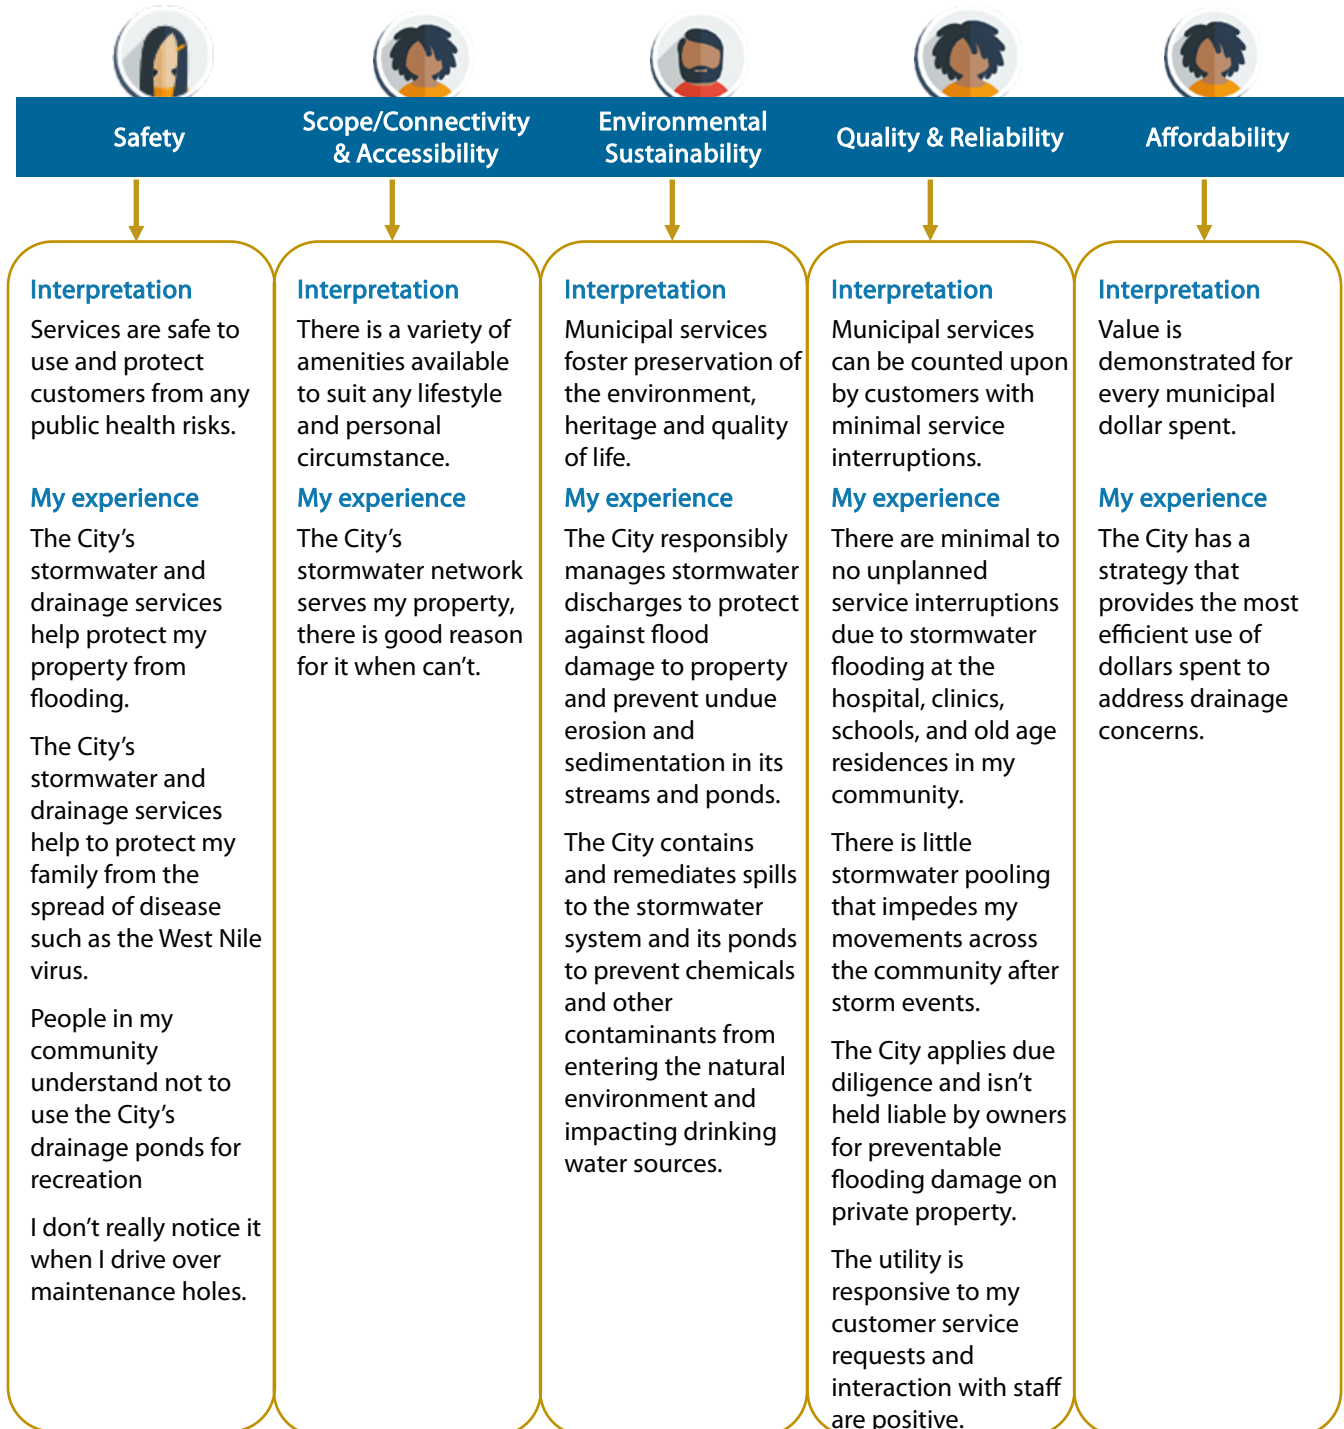 Safety
Scope/Connectivity
& Accessibility
Environmental
Sustainability
Quality & Reliability
Affordability
Interpretation
Services are safe to
use and protect
customers from any
public health risks.
My experience
The City’s
stormwater and
drainage services
help protect my
property from
flooding.
The City’s
stormwater and
drainage services
help to protect my
family from the
spread of disease
such as the West Nile
virus.
People in my
community
understand not to
use the City’s
drainage ponds for
recreation
I don’t really notice it
when I drive over
maintenance holes.
Interpretation
There is a variety of
amenities available
to suit any lifestyle
and personal
circumstance.
My experience
The City’s
stormwater network
serves my property,
there is good reason
for it when can’t.
Interpretation
Municipal services
foster preservation of
the environment,
heritage and quality
of life.
My experience
The City responsibly
manages stormwater
discharges to protect
against flood
damage to property
and prevent undue
erosion and
sedimentation in its
streams and ponds.
The City contains
and remediates spills
to the stormwater
system and its ponds
to prevent chemicals
and other
contaminants from
entering the natural
environment and
impacting drinking
water sources.
Interpretation
Municipal services
can be counted upon
by customers with
minimal service
interruptions.
My experience
There are minimal to
no unplanned
service interruptions
due to stormwater
flooding at the
hospital, clinics,
schools, and old age
residences in my
community.
There is little
stormwater pooling
that impedes my
movements across
the community after
storm events.
The City applies due
diligence and isn’t
held liable by owners
for preventable
flooding damage on
private property.
The utility is
responsive to my
customer service
requests and
interaction with staff
are positive.
Interpretation
Value is
demonstrated for
every municipal
dollar spent.
My experience
The City has a
strategy that
provides the most
efficient use of
dollars spent to
address drainage
concerns.